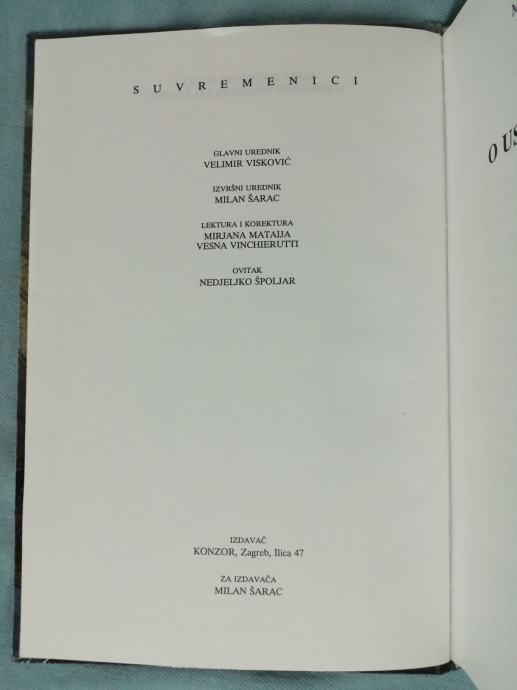 S U V R E M E N I C I
GLAVNI UREDNIK
VELIMIR VISKOVIĆ
IZVRŠNI UREDNIK
MILAN ŠARAC
LEKTURA I KOREKTURA
MIRJANA MATAIJA
VESNA VINCHIERUTTI
OVITAK
NEDJELJKO ŠPOLJAR
IZDAVAČ
KONZOR, Zagreb, Ilica 47
ZA IZDAVAČA
MILAN ŠARAC
O